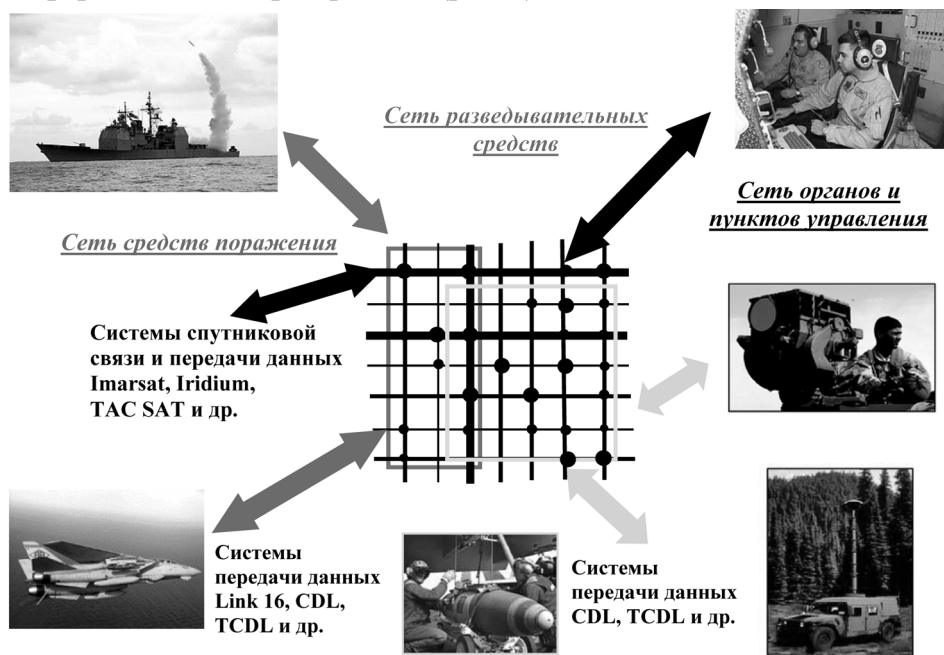 Сеть разведывательных
средств
Сеть органов и
пунктов управления
Сеть средств поражения
Системы спутниковой
связи и передачи данных
Imarsat, Iridium,
TAC SAT и др.
Системы
передачи данных
Link 16, CDL,
TCDL и др.
Системы
передачи данных
CDL, TCDL и др.